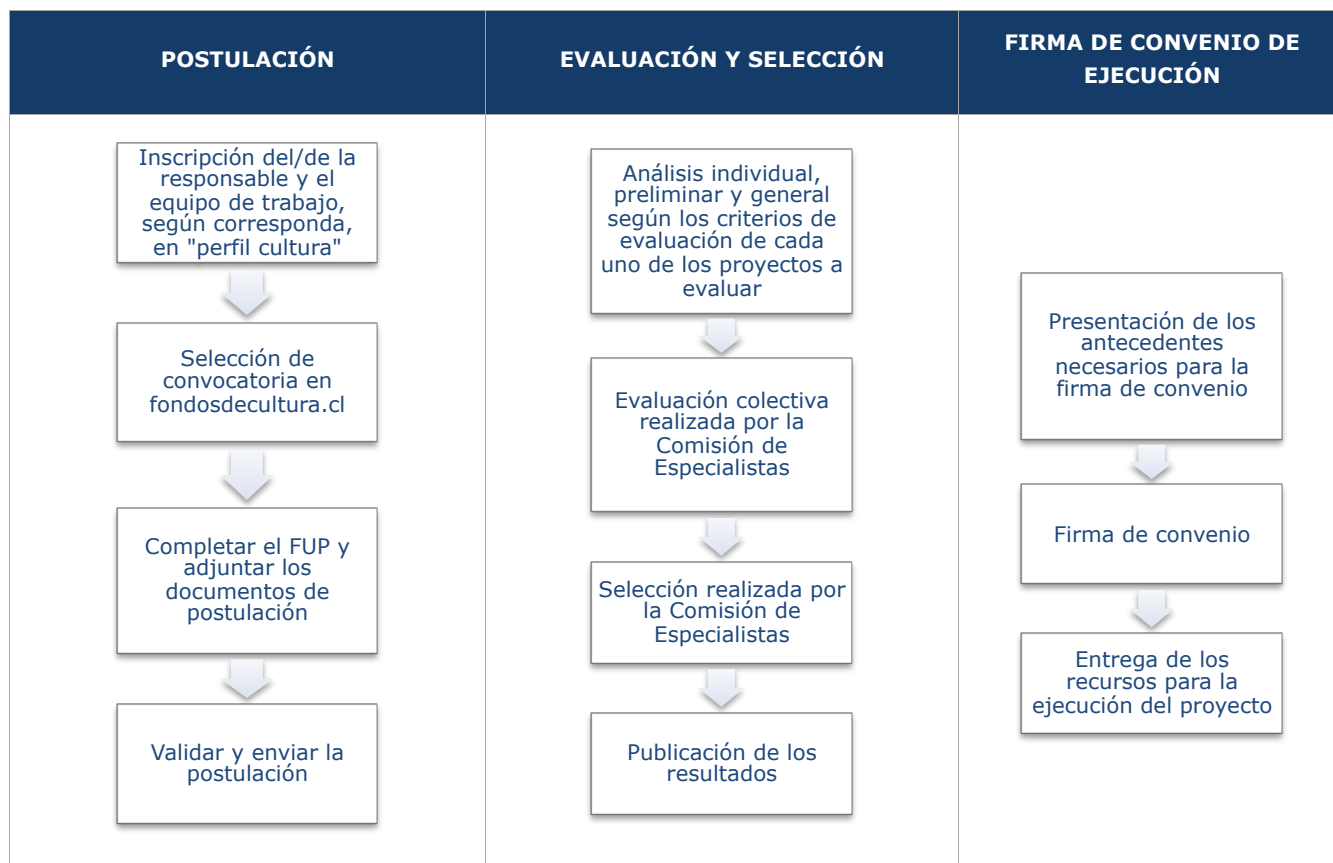 POSTULACIÓN
Inscripción del/de la
responsable y el
equipo de trabajo,
según corresponda,
en "perfil cultura"
Selección de
convocatoria en
fondosdecultura.cl
Completar el FUP y
adjuntar los
documentos de
postulación
Validar y enviar la
postulación
EVALUACIÓN Y SELECCIÓN
Análisis individual,
preliminar y general
según los criterios de
evaluación de cada
uno de los proyectos a
evaluar
Evaluación colectiva
realizada por la
Comisión de
Especialistas
Selección realizada por
la Comisión de
Especialistas
Publicación de los
resultados
FIRMA DE CONVENIO DE
EJECUCIÓN
Presentación de los
antecedentes
necesarios para la
firma de convenio
Firma de convenio
Entrega de los
recursos para la
ejecución del proyecto